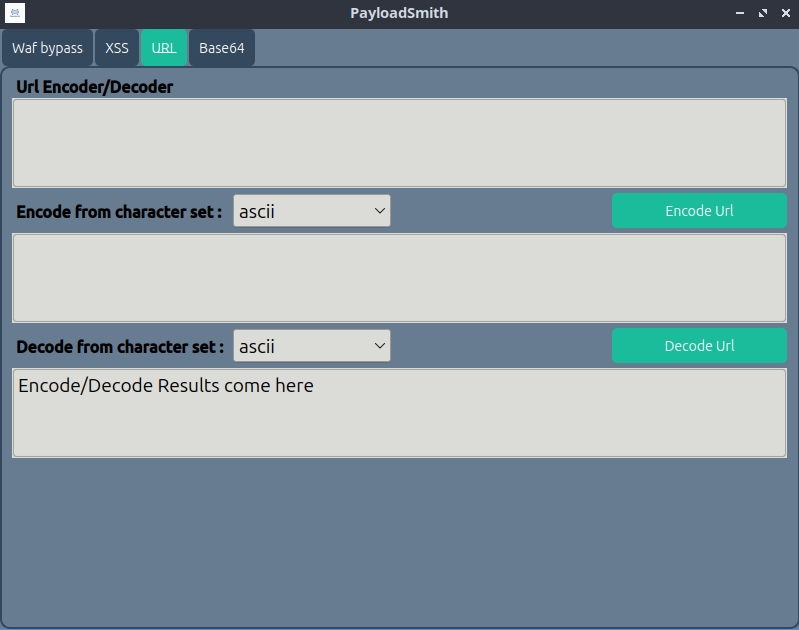 PayloadSmith
Waf bypass XSS URL Base64
Url Encoder/Decoder
Encode from character set : ascii Encode Url
Decode from character set : ascii Decode Url
Encode/Decode Results come here